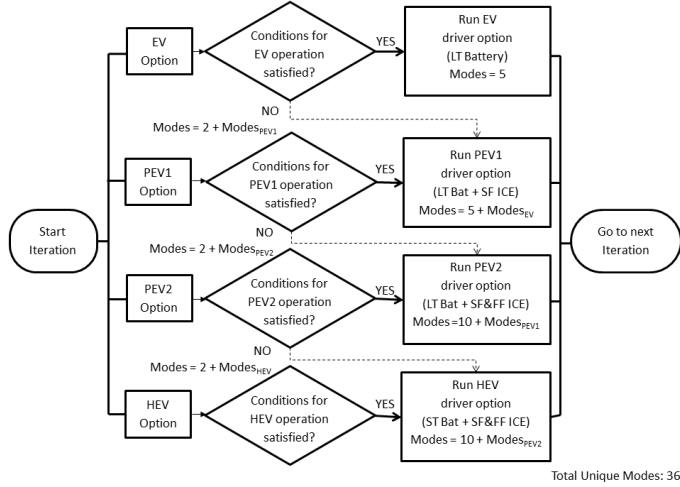 EV
Option
Conditions for
EV operation
satisfied?
YES
Run EV
driver option
(LT Battery)
Modes = 5
NO
Modes = 2 + Modes_PEV1
PEV1
Option
Conditions for
PEV1 operation
satisfied?
YES
Run PEV1
driver option
(LT Bat + SF ICE)
Modes = 5 + Modes_EV
Start
Iteration
Go to next
Iteration
NO
Modes = 2 + Modes_PEV2
PEV2
Option
Conditions for
PEV2 operation
satisfied?
YES
Run PEV2
driver option
(LT Bat + SF&FF ICE)
Modes =10 + Modes_PEV1
NO
Modes = 2 + Modes_HEV
HEV
Option
Conditions for
HEV operation
satisfied?
YES
Run HEV
driver option
(ST Bat + SF&FF ICE)
Modes = 10 + Modes_PEV2
Total Unique Modes: 36